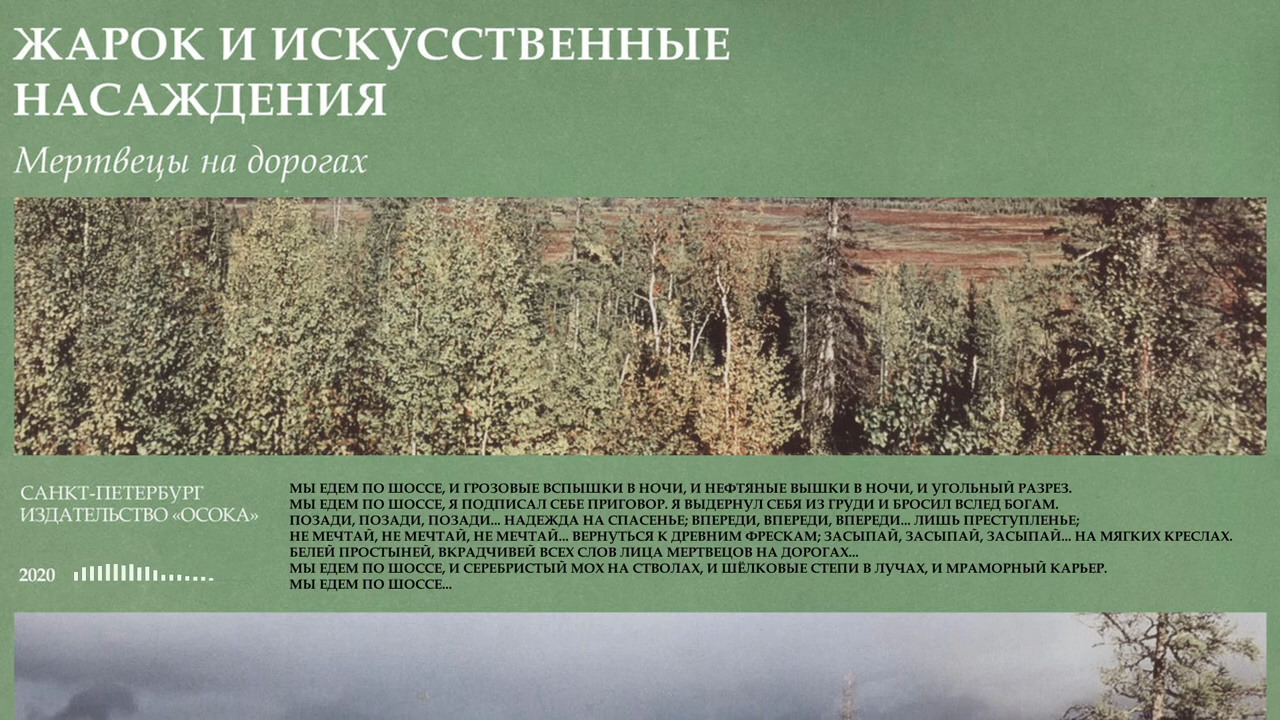 ЖАРОК И ИСКУССТВЕННЫЕ
НАСАЖДЕНИЯ
Мертвецы на дорогах
САНКТ-ПЕТЕРБУРГ
ИЗДАТЕЛЬСТВО «ОСОКА»
2020
МЫ ЕДЕМ ПО ШОССЕ, И ГРОЗОВЫЕ ВСПЫШКИ В НОЧИ, И НЕФТЯНЫЕ ВЫШКИ В НОЧИ, И УГОЛЬНЫЙ РАЗРЕЗ.
МЫ ЕДЕМ ПО ШОССЕ, Я ПОДПИСАЛ СЕБЕ ПРИГОВОР. Я ВЫДЕРНУЛ СЕБЯ ИЗ ГРУДИ И БРОСИЛ ВСЛЕД БОГАМ.
ПОЗАДИ, ПОЗАДИ, ПОЗАДИ... НАДЕЖДА НА СПАСЕНЬЕ; ВПЕРЕДИ, ВПЕРЕДИ, ВПЕРЕДИ... ЛИШЬ ПРЕСТУПЛЕНЬЕ;
НЕ МЕЧТАЙ, НЕ МЕЧТАЙ, НЕ МЕЧТАЙ... ВЕРНУТЬСЯ К ДРЕВНИМ ФРЕСКАМ; ЗАСЫПАЙ, ЗАСЫПАЙ, ЗАСЫПАЙ... НА МЯГКИХ КРЕСЛАХ.
БЕЛЕЙ ПРОСТЫНЕЙ, ВКРАДЧИВЕЙ ВСЕХ СЛОВ ЛИЦА МЕРТВЕЦОВ НА ДОРОГАХ...
МЫ ЕДЕМ ПО ШОССЕ, И СЕРЕБРИСТЫЙ МОХ НА СТВОЛАХ, И ШЁЛКОВЫЕ СТЕПИ В ЛУЧАХ, И МРАМОРНЫЙ КАРЬЕР.
МЫ ЕДЕМ ПО ШОССЕ...